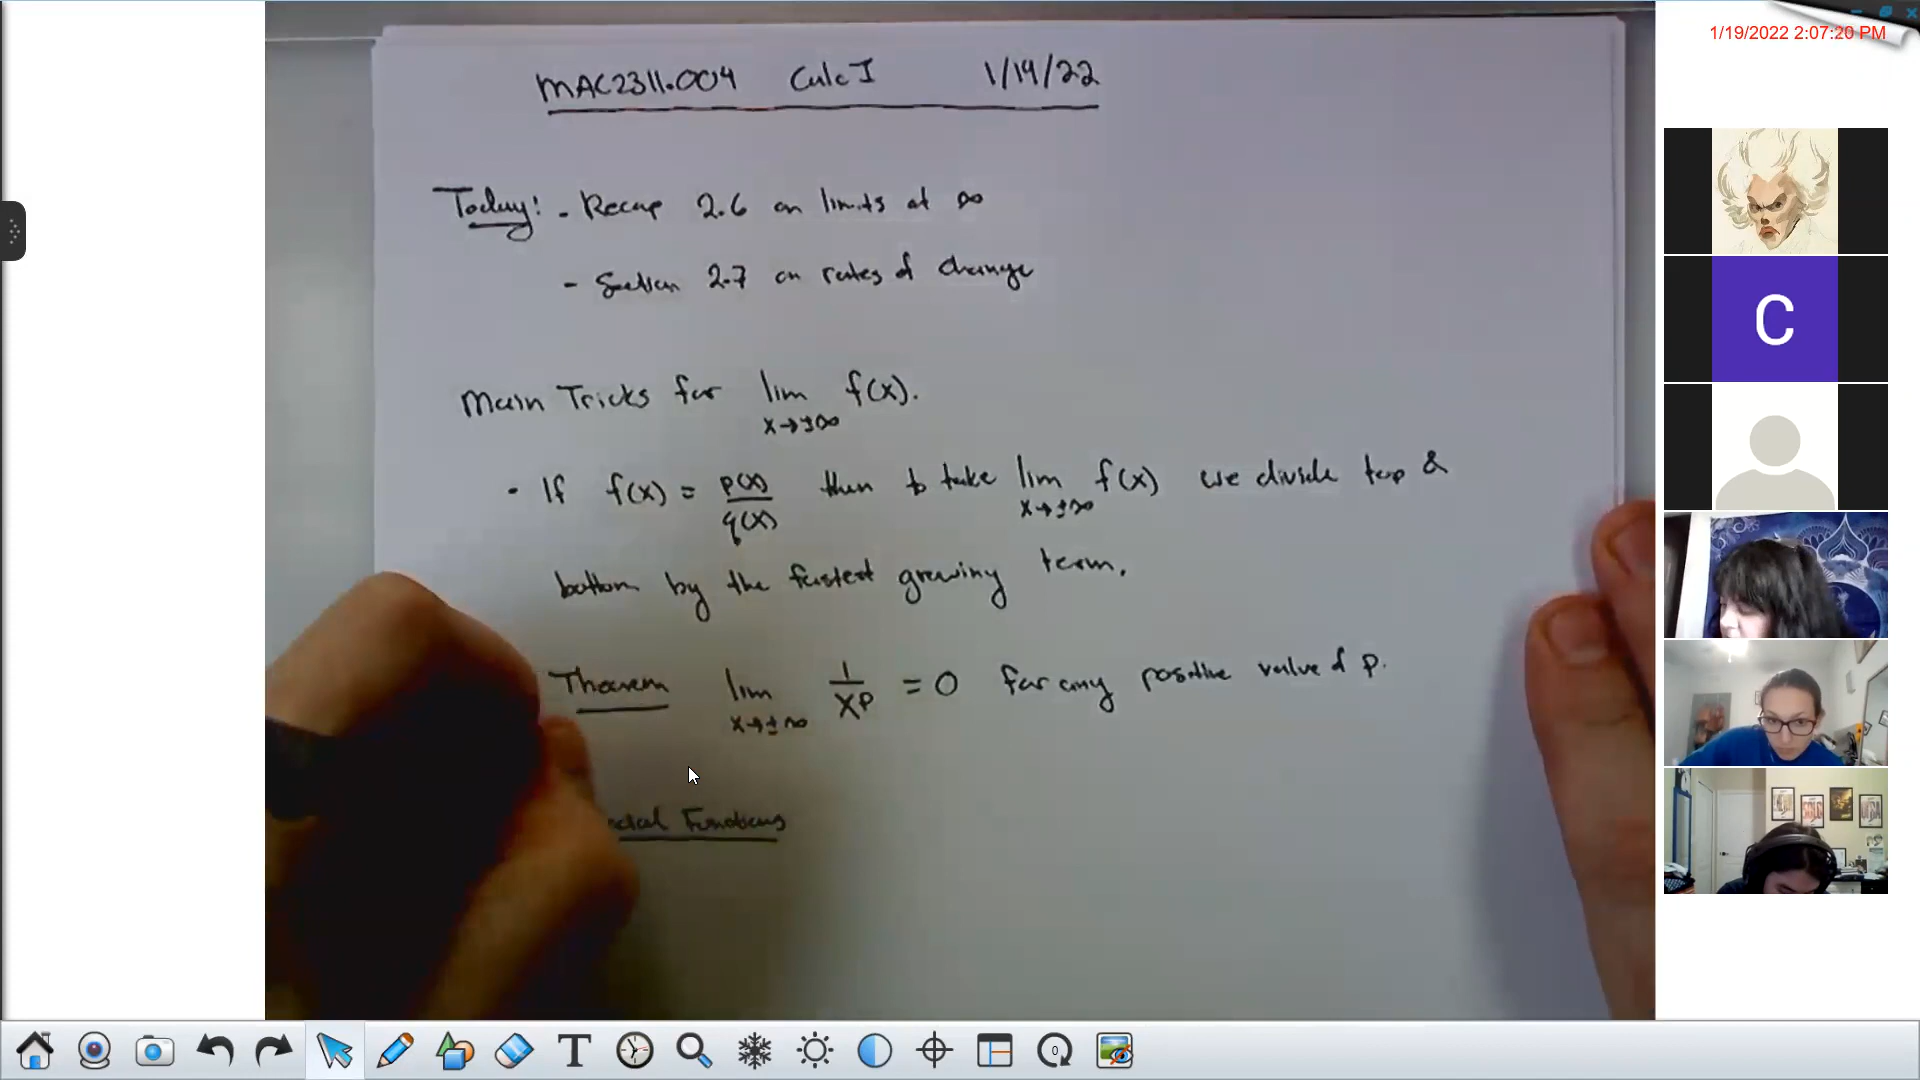 1/19/2022 2:07:20 PM
MAC2311.004 Calc I 1/19/22
Today: - Recap 2.6 on limits at ∞
- Section 2.7 on rates of change
Main Tricks for lim x→±∞ f(x).
• If f(x) = p(x)/q(x) then to take lim x→±∞ f(x) we divide top &
bottom by the fastest growing term.
Theorem lim x→±∞ 1/x^p = 0 for any positive value of p.
Functions
C
T
0